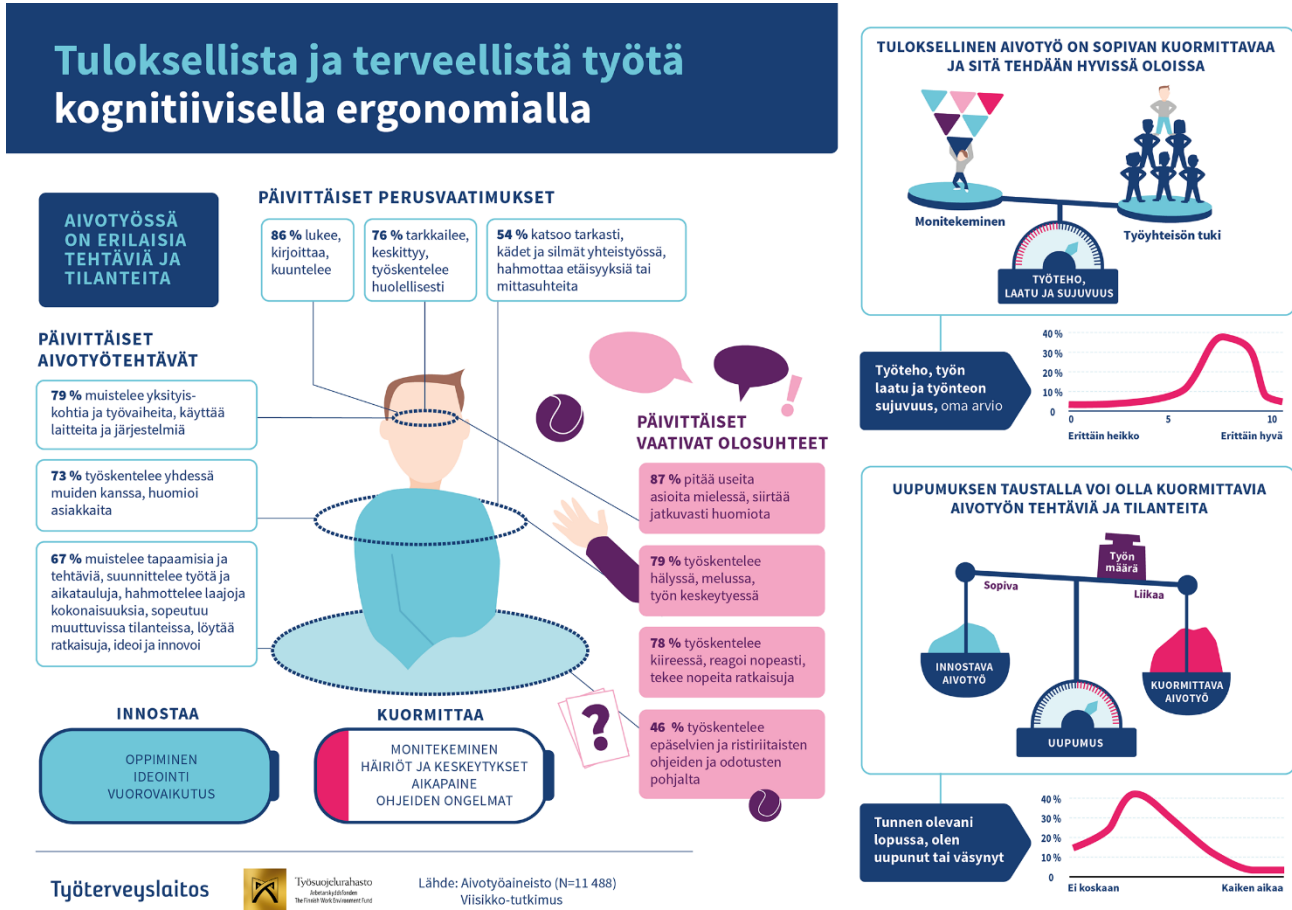 Tuloksellista ja terveellistä työtä
kognitiivisella ergonomialla
AIVOTYÖSSÄ
ON ERILAISIA
TEHTÄVIÄ JA
TILANTEITA
PÄIVITTÄISET PERUSVAATIMUKSET
86 % lukee,
kirjoittaa,
kuuntelee
76 % tarkkailee,
keskittyy,
työskentelee
huolellisesti
54 % katsoo tarkasti,
kädet ja silmät yhteistyössä,
hahmottaa etäisyyksiä tai
mittasuhteita
PÄIVITTÄISET
AIVOTYÖTEHTÄVÄT
79 % muistelee yksityis-
kohtia ja työvaiheita, käyttää
laitteita ja järjestelmiä
73 % työskentelee yhdessä
muiden kanssa, huomioi
asiakkaita
67 % muistelee tapaamisia ja
tehtäviä, suunnittelee työtä ja
aikatauluja, hahmottelee laajoja
kokonaisuuksia, sopeutuu
muuttuvissa tilanteissa, löytää
ratkaisuja, ideoi ja innovoi
!
PÄIVITTÄISET
VAATIVAT OLOSUHTEET
87 % pitää useita
asioita mielessä, siirtää
jatkuvasti huomiota
79 % työskentelee
hälyssä, melussa,
työn keskeytyessä
78 % työskentelee
kiireessä, reagoi nopeasti,
tekee nopeita ratkaisuja
46 % työskentelee
epäselvien ja ristiriitaisten
ohjeiden ja odotusten
pohjalta
?
INNOSTAA
OPPIMINEN
IDEOINTI
VUOROVAIKUTUS
KUORMITTAA
MONITEKEMINEN
HÄIRIÖT JA KESKEYTYKSET
AIKAPAINE
OHJEIDEN ONGELMAT
Työterveyslaitos
Työsuojelurahasto
Arbetarskyddsfonden
The Finnish Work Environment Fund
Lähde: Aivotyöaineisto (N=11 488)
Viisikko-tutkimus
TULOKSELLINEN AIVOTYÖ ON SOPIVAN KUORMITTAVAA
JA SITÄ TEHDÄÄN HYVISSÄ OLOISSA
Monitekeminen
Työyhteisön tuki
TYÖTEHO,
LAATU JA SUJUVUUS
Työteho, työn
laatu ja työnteon
sujuvuus, oma arvio
40 %
30 %
20 %
10 %
0
0 5 10
Erittäin heikko Erittäin hyvä
UUPUMUKSEN TAUSTALLA VOI OLLA KUORMITTAVIA
AIVOTYÖN TEHTÄVIÄ JA TILANTEITA
Työn
määrä
Sopiva
Liikaa
INNOSTAVA
AIVOTYÖ
KUORMITTAVA
AIVOTYÖ
UUPUMUS
Tunnen olevani
lopussa, olen
uupunut tai väsynyt
40 %
30 %
20 %
10 %
0
Ei koskaan Kaiken aikaa